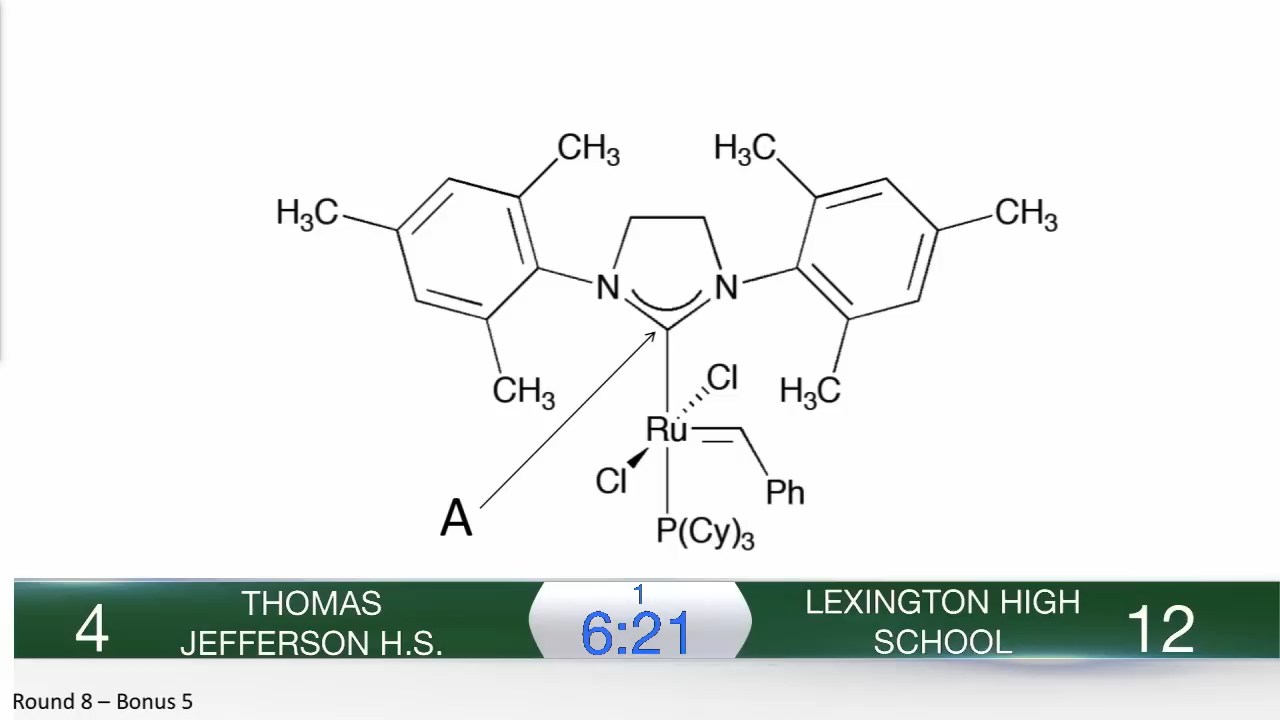 CH₃
H₃C
H₃C
H₃C
CH₃
N
N
CH₃
Cl
H₃C
Ru
Cl
Ph
A
P(Cy)₃
4
THOMAS
JEFFERSON H.S.
1
6:21
LEXINGTON HIGH
SCHOOL
12
Round 8 – Bonus 5